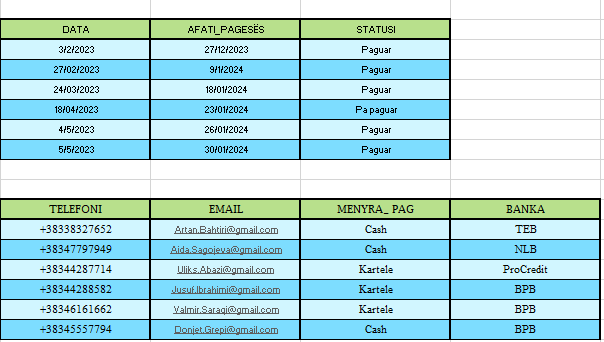 DATA AFATI_PAGESËS STATUSI
3/2/2023 27/12/2023 Paguar
27/02/2023 9/1/2024 Paguar
24/03/2023 18/01/2024 Paguar
18/04/2023 23/01/2024 Pa paguar
4/5/2023 26/01/2024 Paguar
5/5/2023 30/01/2024 Paguar
TELEFONI EMAIL MENYRA_ PAG BANKA
+38338327652 Artan.Bahtiri@gmail.com Cash TEB
+38347797949 Aida.Sagojeva@gmail.com Cash NLB
+38344287714 Uliks.Abazi@gmail.com Kartele ProCredit
+38344288582 Jusuf.Ibrahimi@gmail.com Kartele BPB
+38346161662 Valmir.Saraqi@gmail.com Kartele BPB
+38345557794 Donjet.Grepi@gmail.com Cash BPB